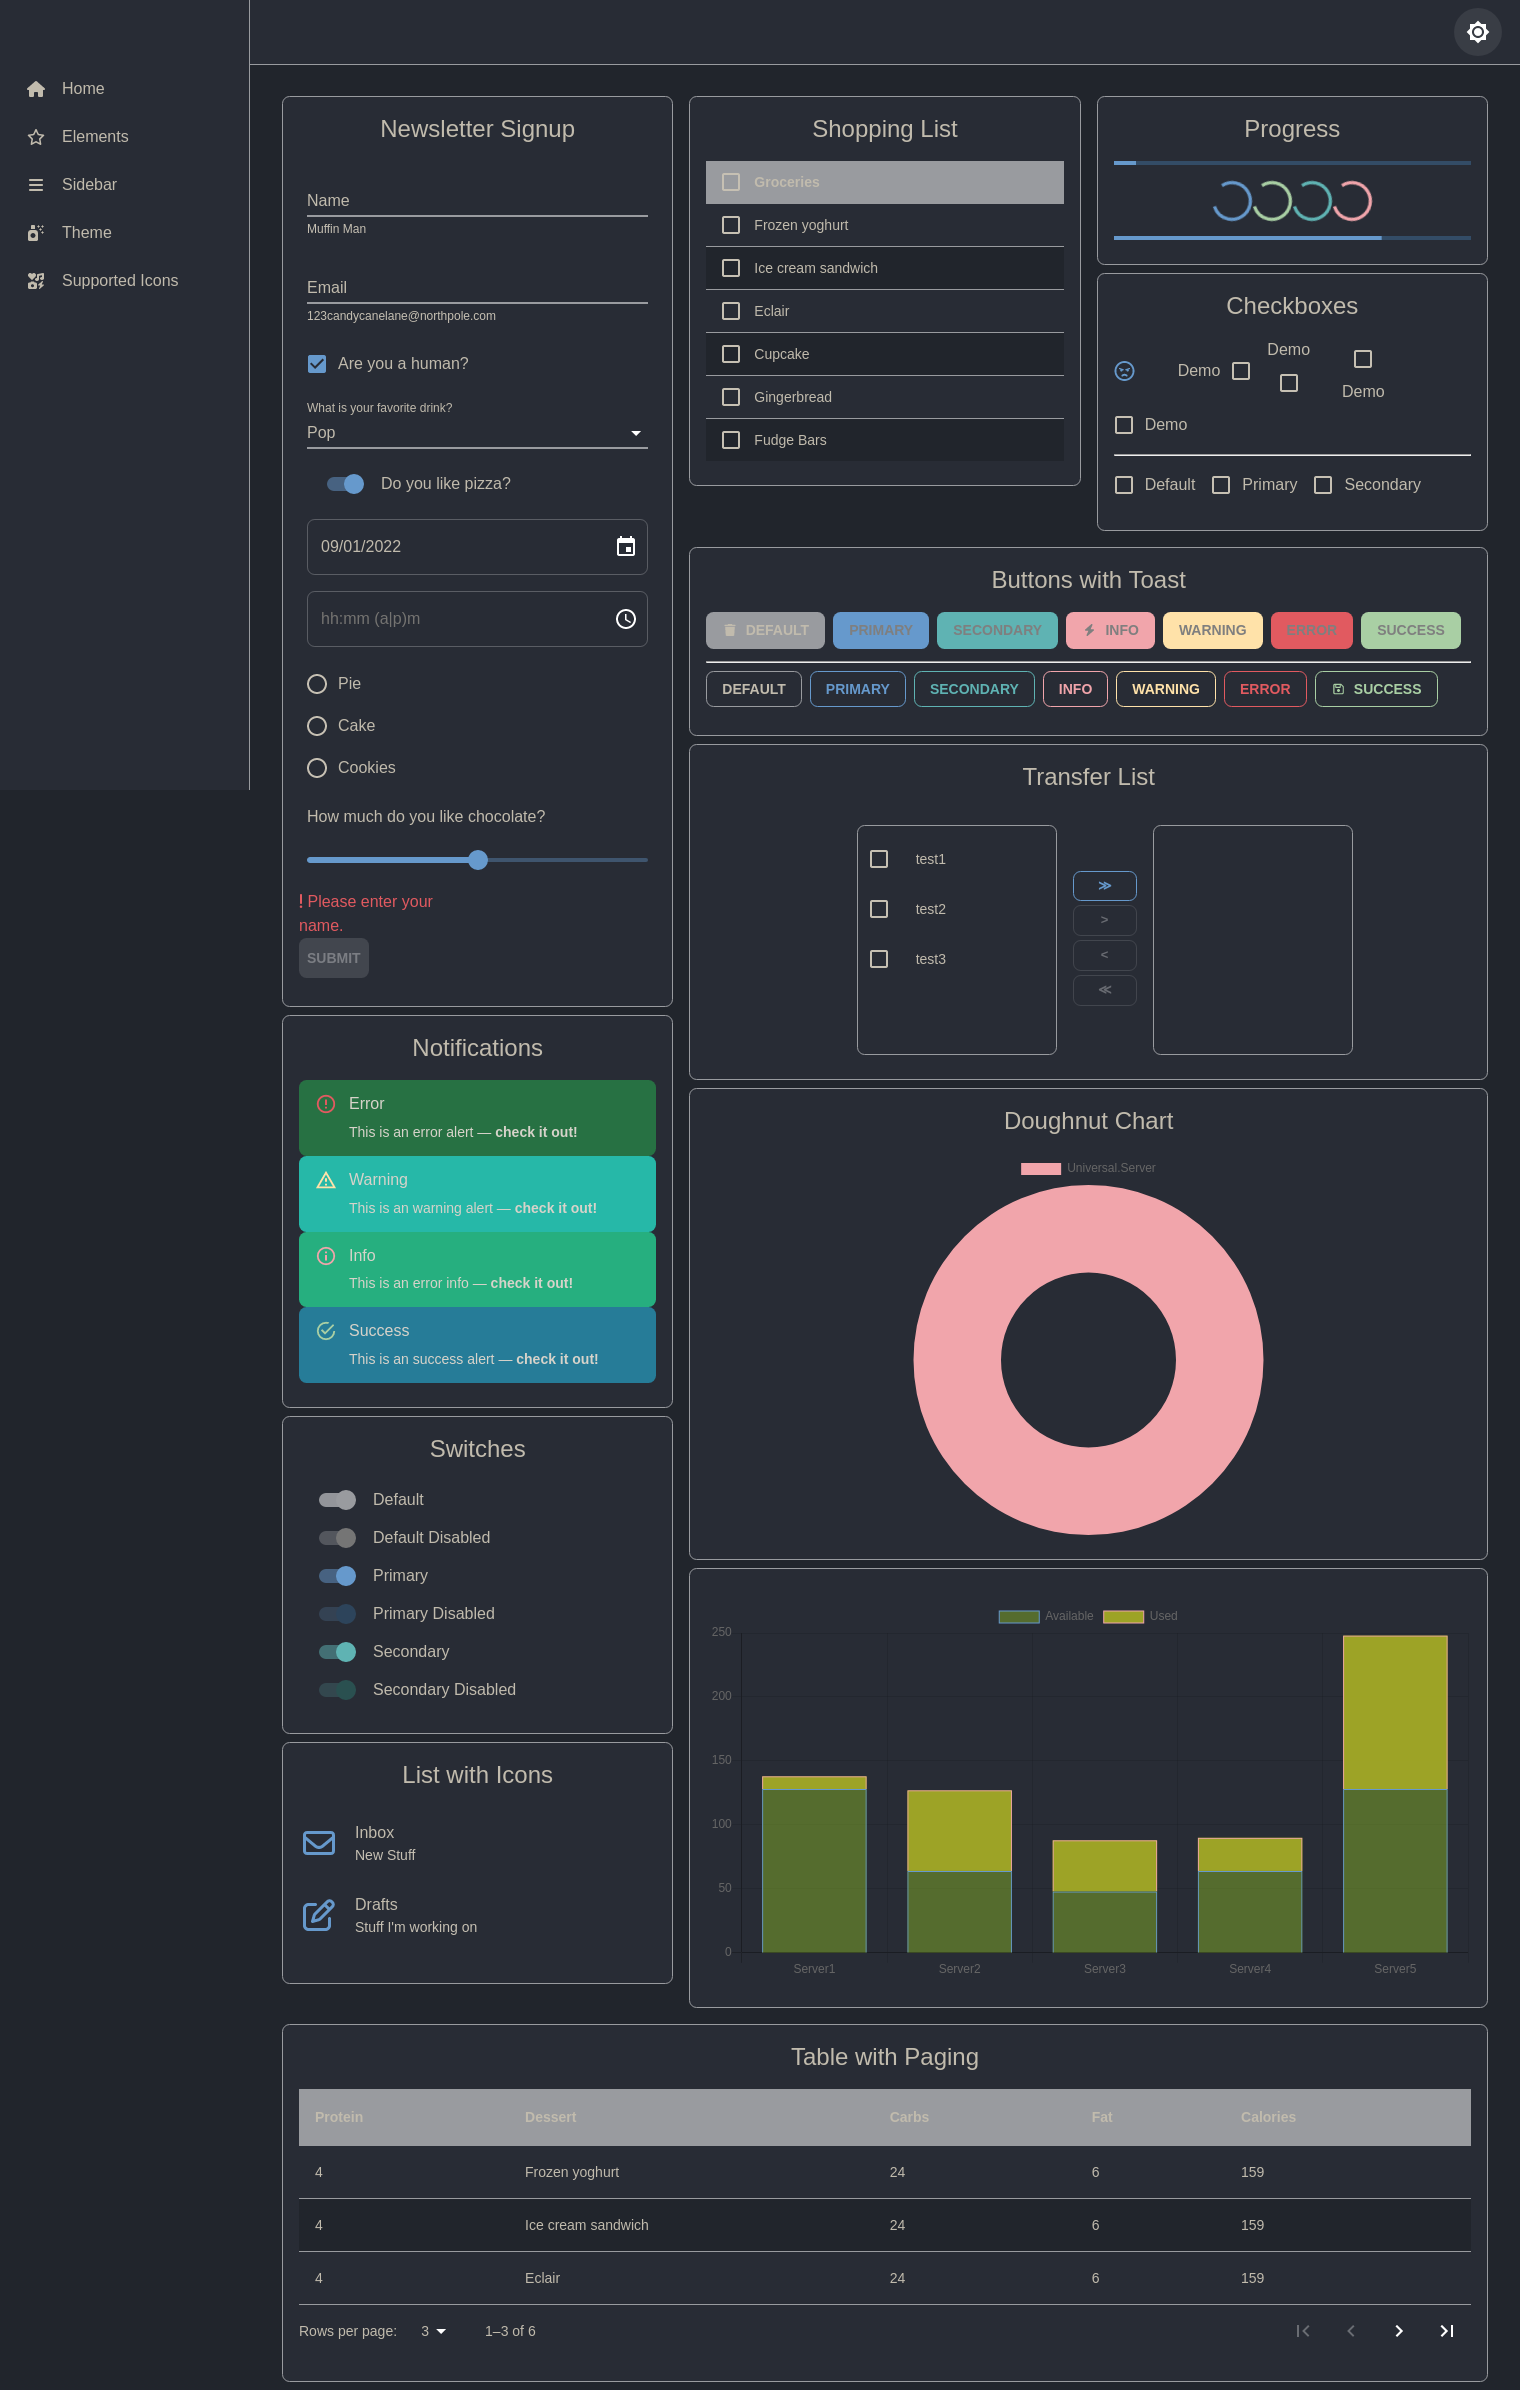 Home
Elements
Sidebar
Theme
Supported Icons
Newsletter Signup
Name
Muffin Man
Email
123candycanelane@northpole.com
Are you a human?
What is your favorite drink?
Pop
Do you like pizza?
09/01/2022
hh:mm (a|p)m
Pie
Cake
Cookies
How much do you like chocolate?
! Please enter your
name.
SUBMIT
Notifications
Error
This is an error alert — check it out!
Warning
This is an warning alert — check it out!
Info
This is an error info — check it out!
Success
This is an success alert — check it out!
Switches
Default
Default Disabled
Primary
Primary Disabled
Secondary
Secondary Disabled
List with Icons
Inbox
New Stuff
Drafts
Stuff I'm working on
Shopping List
Groceries
Frozen yoghurt
Ice cream sandwich
Eclair
Cupcake
Gingerbread
Fudge Bars
Progress
Checkboxes
Demo
Demo
Demo
Demo
Default Primary Secondary
Buttons with Toast
DEFAULT PRIMARY SECONDARY INFO WARNING ERROR SUCCESS
DEFAULT PRIMARY SECONDARY INFO WARNING ERROR SUCCESS
Transfer List
test1
test2
test3
≫
>
<
≪
Doughnut Chart
Universal.Server
Available Used
250
200
150
100
50
0
Server1 Server2 Server3 Server4 Server5
Table with Paging
Protein Dessert Carbs Fat Calories
4 Frozen yoghurt 24 6 159
4 Ice cream sandwich 24 6 159
4 Eclair 24 6 159
Rows per page: 3 1–3 of 6